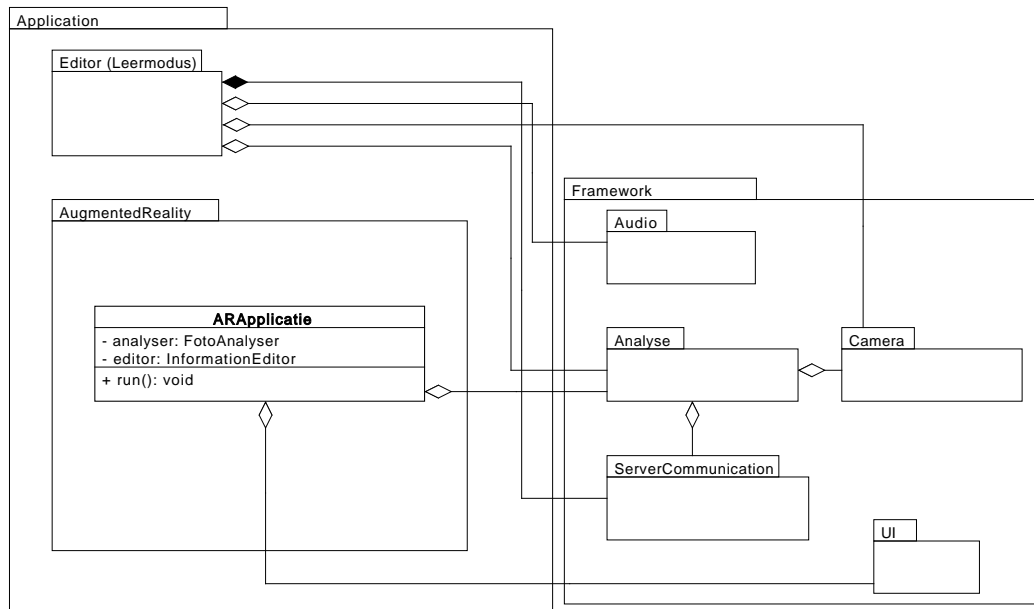 Application
Editor (Leermodus)
Framework
AugmentedReality
Audio
ARApplicatie
- analyser: FotoAnalyser
- editor: InformationEditor
+ run(): void
Analyse
Camera
ServerCommunication
UI